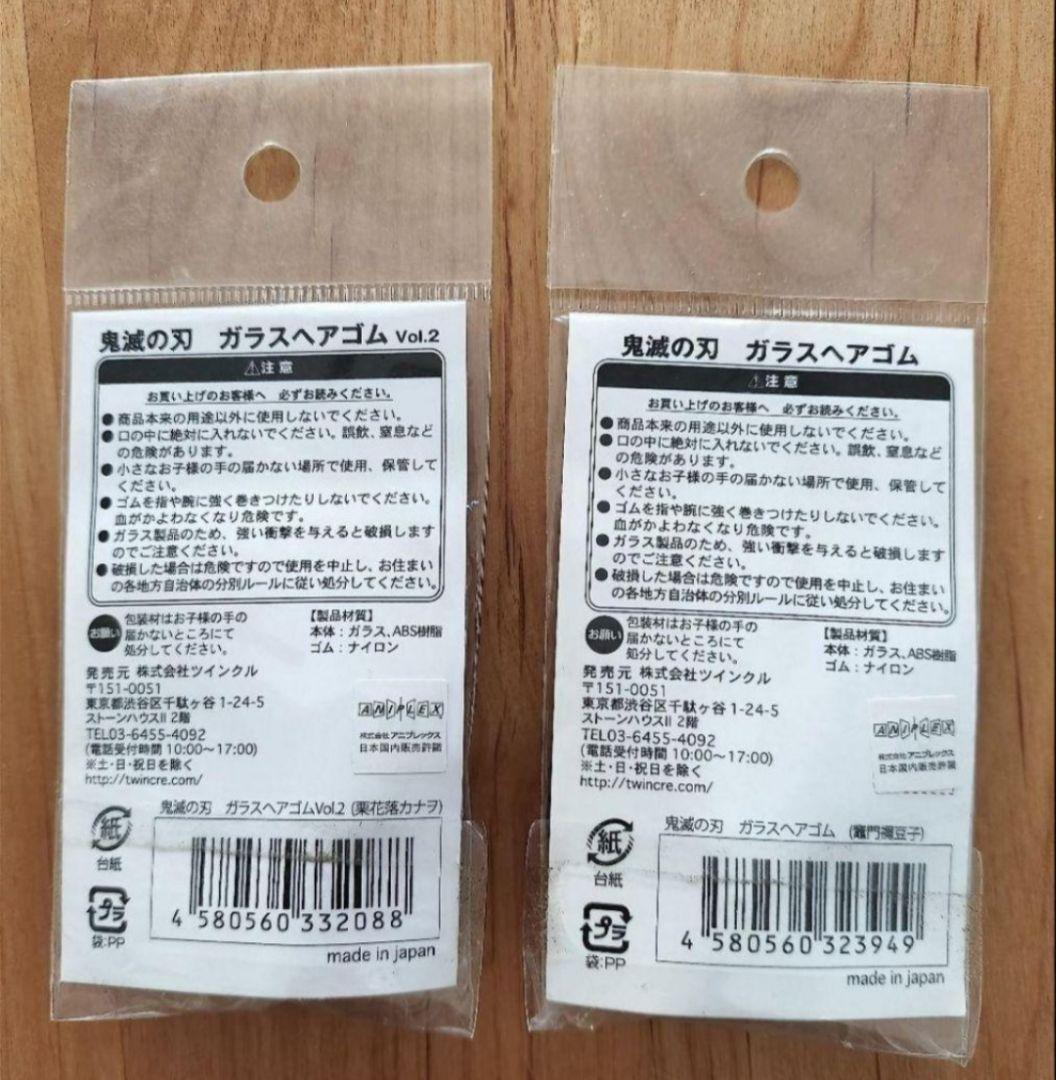 鬼滅の刃　ガラスヘアゴム Vol.2
⚠注意
お買い上げのお客様へ　必ずお読みください。
●商品本来の用途以外に使用しないでください。
●口の中に絶対に入れないでください。誤飲、窒息など
の危険があります。
●小さなお子様の手の届かない場所で使用、保管して
ください。
●ゴムを指や腕に強く巻きつけたりしないでください。
血がかよわなくなり危険です。
●ガラス製品のため、強い衝撃を与えると破損します
のでご注意ください。
●破損した場合は危険ですので使用を中止し、お住まい
の各地方自治体の分別ルールに従い処分してください。
お願い
包装材はお子様の手の
届かないところにて
処分してください。
【製品材質】
本体：ガラス、ABS樹脂
ゴム：ナイロン
発売元 株式会社ツインクル
〒151-0051
東京都渋谷区千駄ヶ谷 1-24-5
ストーンハウスII 2階
TEL03-6455-4092
(電話受付時間 10:00〜17:00)
※土・日・祝日を除く
http://twincre.com/
ANIPLEX
株式会社アニプレックス
日本国内販売許諾
鬼滅の刃　ガラスヘアゴムVol.2 (栗花落カナヲ)
紙
台紙
プラ
袋:PP
4 580560 332088
made in japan
鬼滅の刃　ガラスヘアゴム
⚠注意
お買い上げのお客様へ　必ずお読みください。
●商品本来の用途以外に使用しないでください。
●口の中に絶対に入れないでください。誤飲、窒息など
の危険があります。
●小さなお子様の手の届かない場所で使用、保管して
ください。
●ゴムを指や腕に強く巻きつけたりしないでください。
血がかよわなくなり危険です。
●ガラス製品のため、強い衝撃を与えると破損します
のでご注意ください。
●破損した場合は危険ですので使用を中止し、お住まい
の各地方自治体の分別ルールに従い処分してください。
お願い
包装材はお子様の手の
届かないところにて
処分してください。
【製品材質】
本体：ガラス、ABS樹脂
ゴム：ナイロン
発売元 株式会社ツインクル
〒151-0051
東京都渋谷区千駄ヶ谷 1-24-5
ストーンハウスII 2階
TEL03-6455-4092
(電話受付時間 10:00〜17:00)
※土・日・祝日を除く
http://twincre.com/
ANIPLEX
株式会社アニプレックス
日本国内販売許諾
鬼滅の刃　ガラスヘアゴム　(竈門禰豆子)
紙
台紙
プラ
袋:PP
4 580560 323949
made in japan